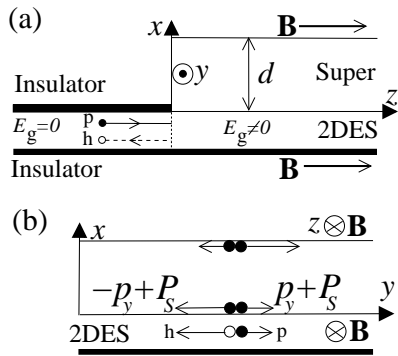 (a)
x
B
y
d
Super
Insulator
z
E_g=0
p
h
E_g≠0
2DES
Insulator
B
(b)
x
z ⊗ B
−p_y+P_S
p_y+P_S
y
2DES
h
p
⊗ B